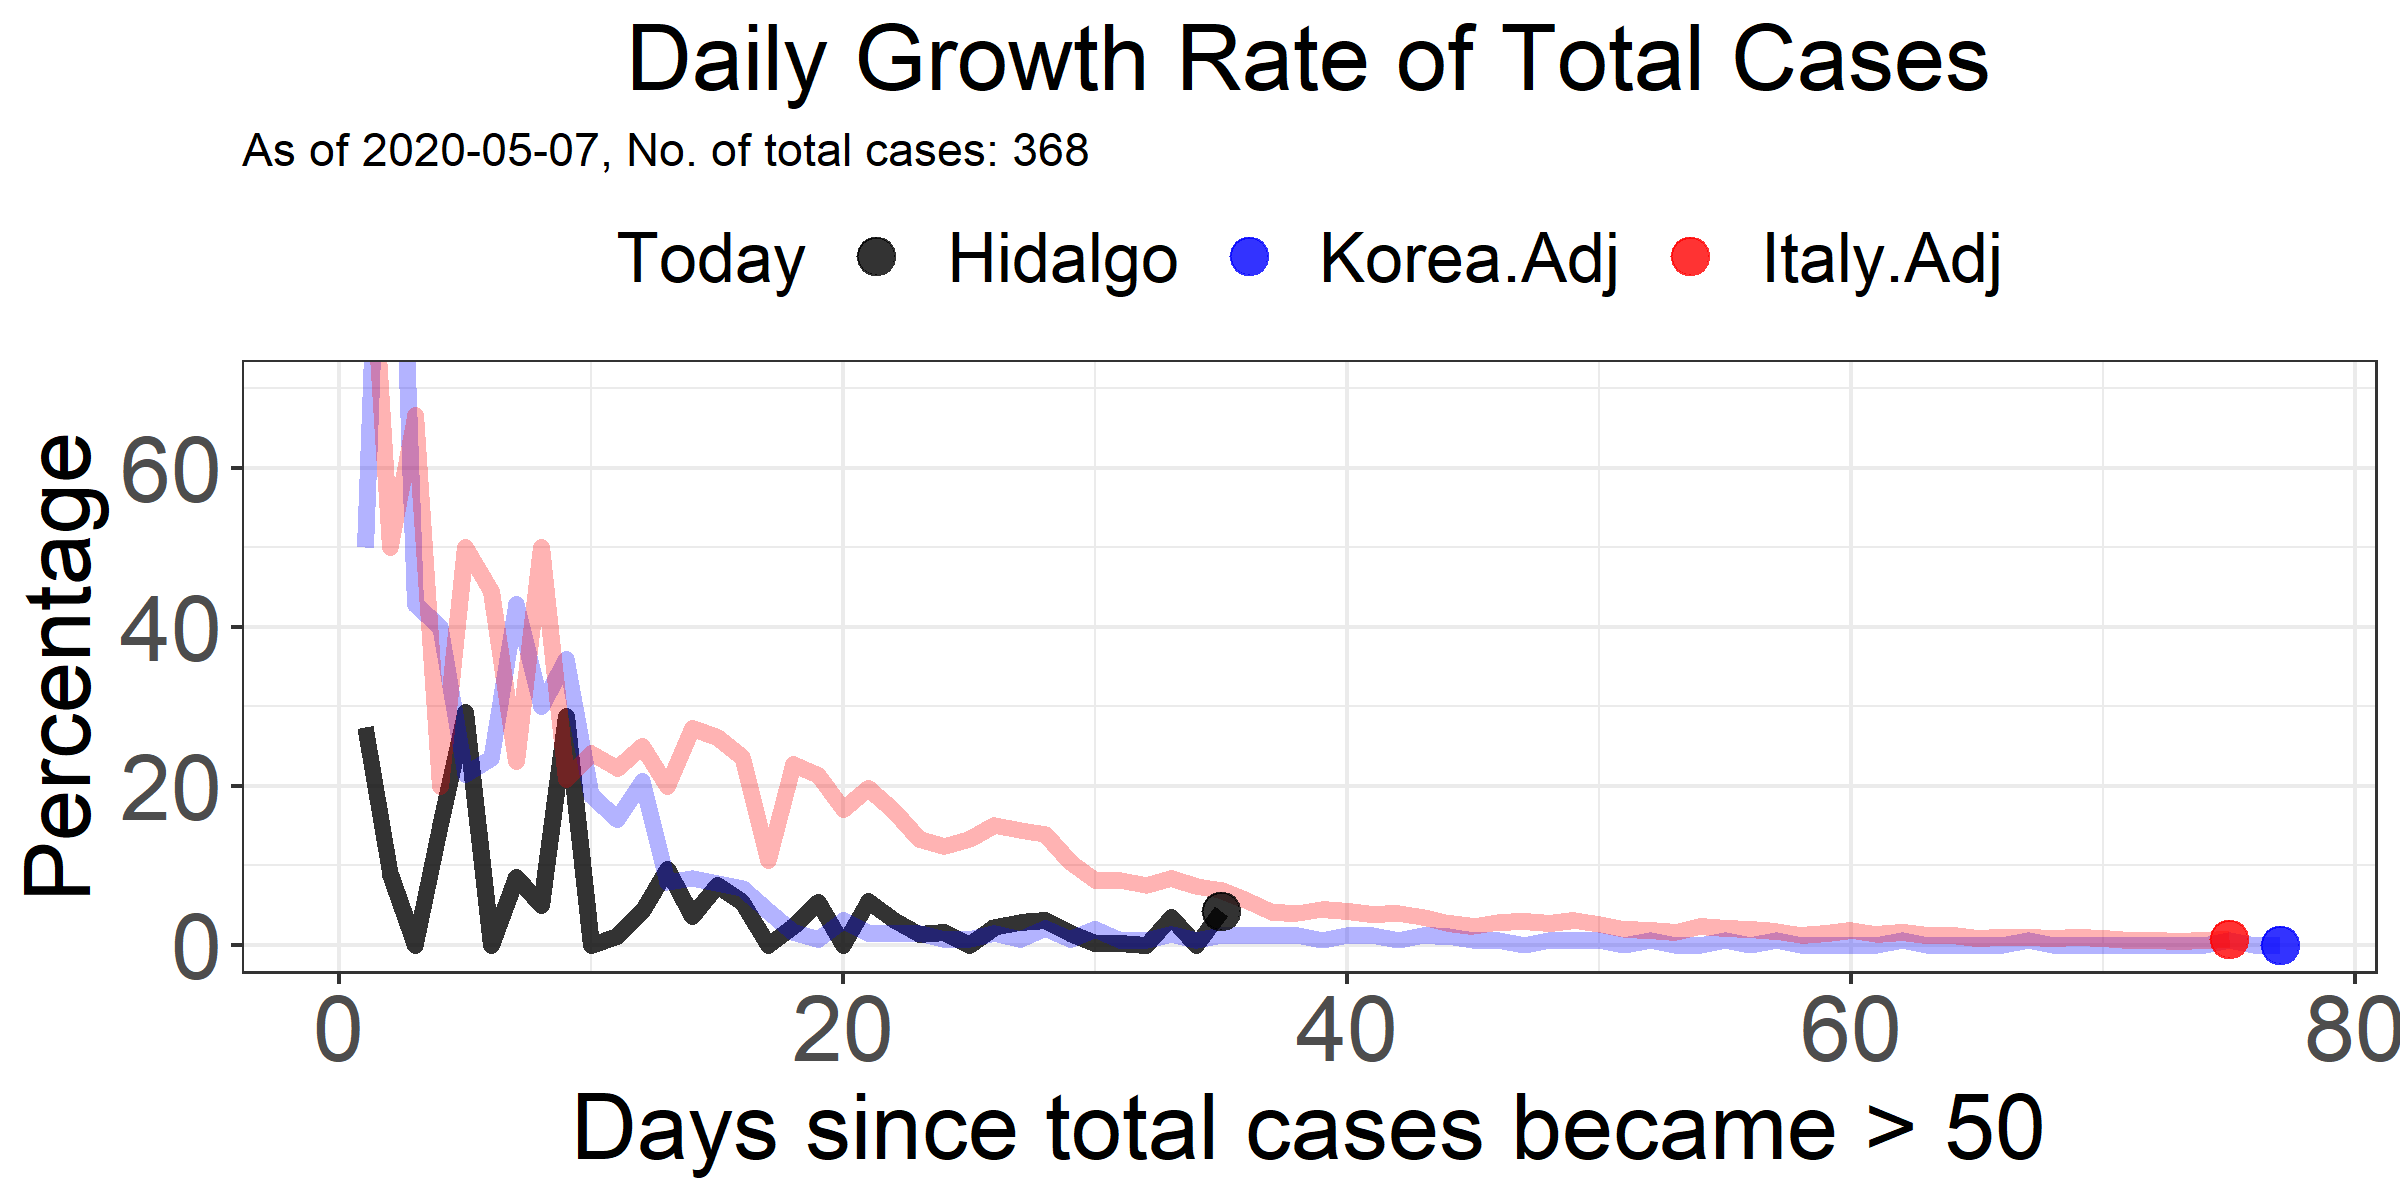 Daily Growth Rate of Total Cases
As of 2020-05-07, No. of total cases: 368
Today Hidalgo Korea.Adj Italy.Adj
Percentage
60
40
20
0
0 20 40 60 80
Days since total cases became > 50